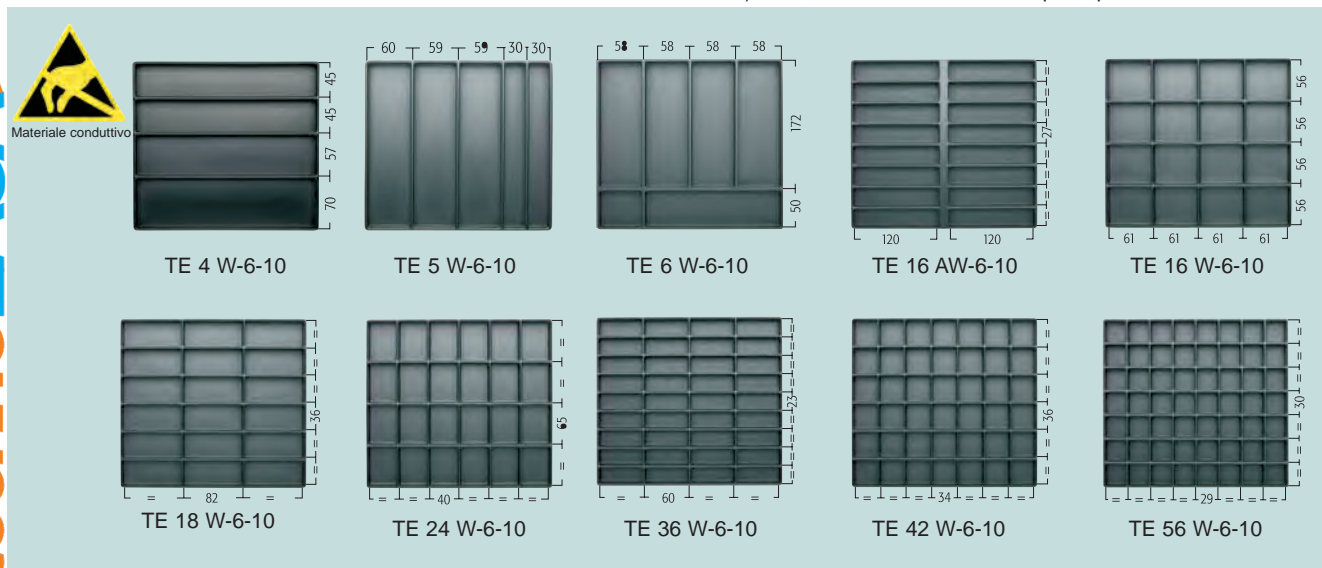 Materiale conduttivo
60 59 59 30 30
58 58 58 58
45
45
57
70
172
50
=
=
=
=
27
=
=
=
=
56
56
56
56
120 120
61 61 61 61
TE 4 W-6-10
TE 5 W-6-10
TE 6 W-6-10
TE 16 AW-6-10
TE 16 W-6-10
=
=
=
36
=
=
=
=
65
=
=
=
=
=
=
23
=
=
=
=
=
=
=
36
=
=
=
=
=
30
=
=
=
= 82 =
= = 40 = = =
= 60 = =
= = = 34 = = =
= = = = 29 = = =
TE 18 W-6-10
TE 24 W-6-10
TE 36 W-6-10
TE 42 W-6-10
TE 56 W-6-10